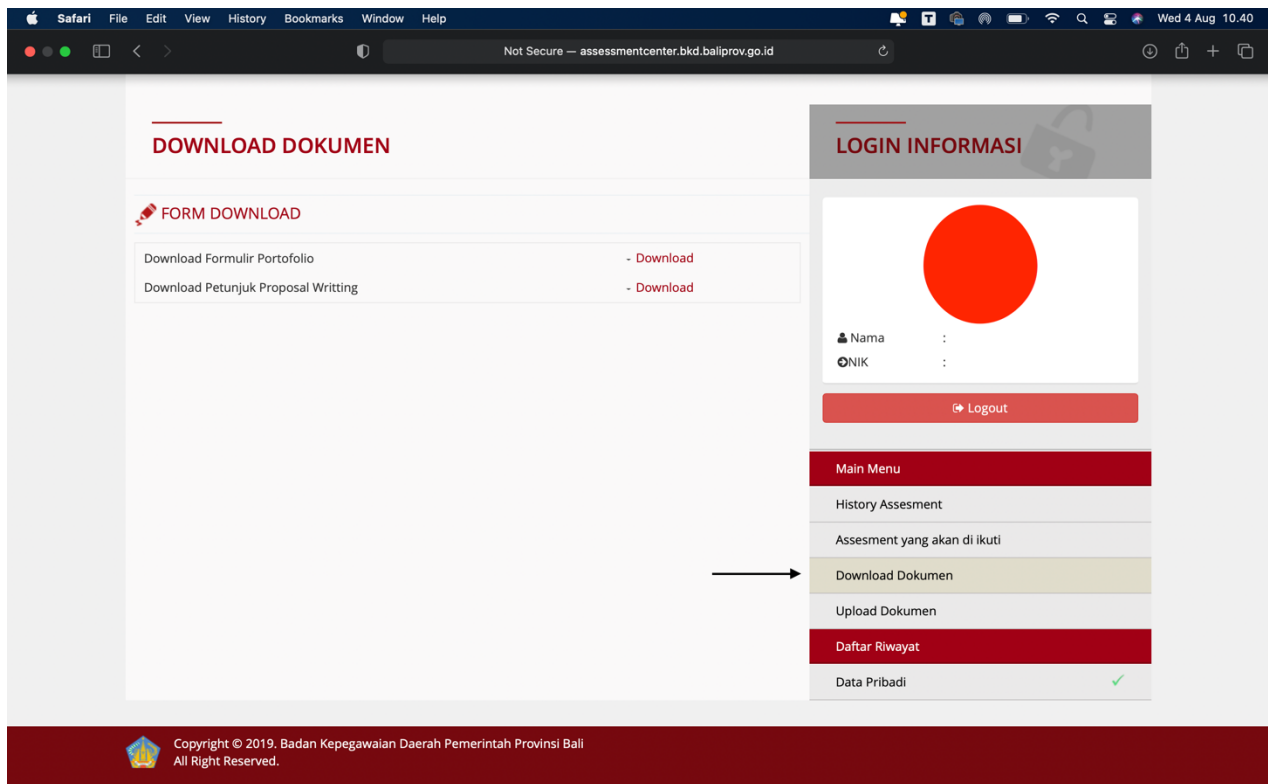 Safari File Edit View History Bookmarks Window Help
Wed 4 Aug 10.40
Not Secure — assessmentcenter.bkd.baliprov.go.id
DOWNLOAD DOKUMEN
FORM DOWNLOAD
Download Formulir Portofolio - Download
Download Petunjuk Proposal Writting - Download
LOGIN INFORMASI
Nama :
NIK :
Logout
Main Menu
History Assesment
Assesment yang akan di ikuti
Download Dokumen
Upload Dokumen
Daftar Riwayat
Data Pribadi
Copyright © 2019. Badan Kepegawaian Daerah Pemerintah Provinsi Bali
All Right Reserved.